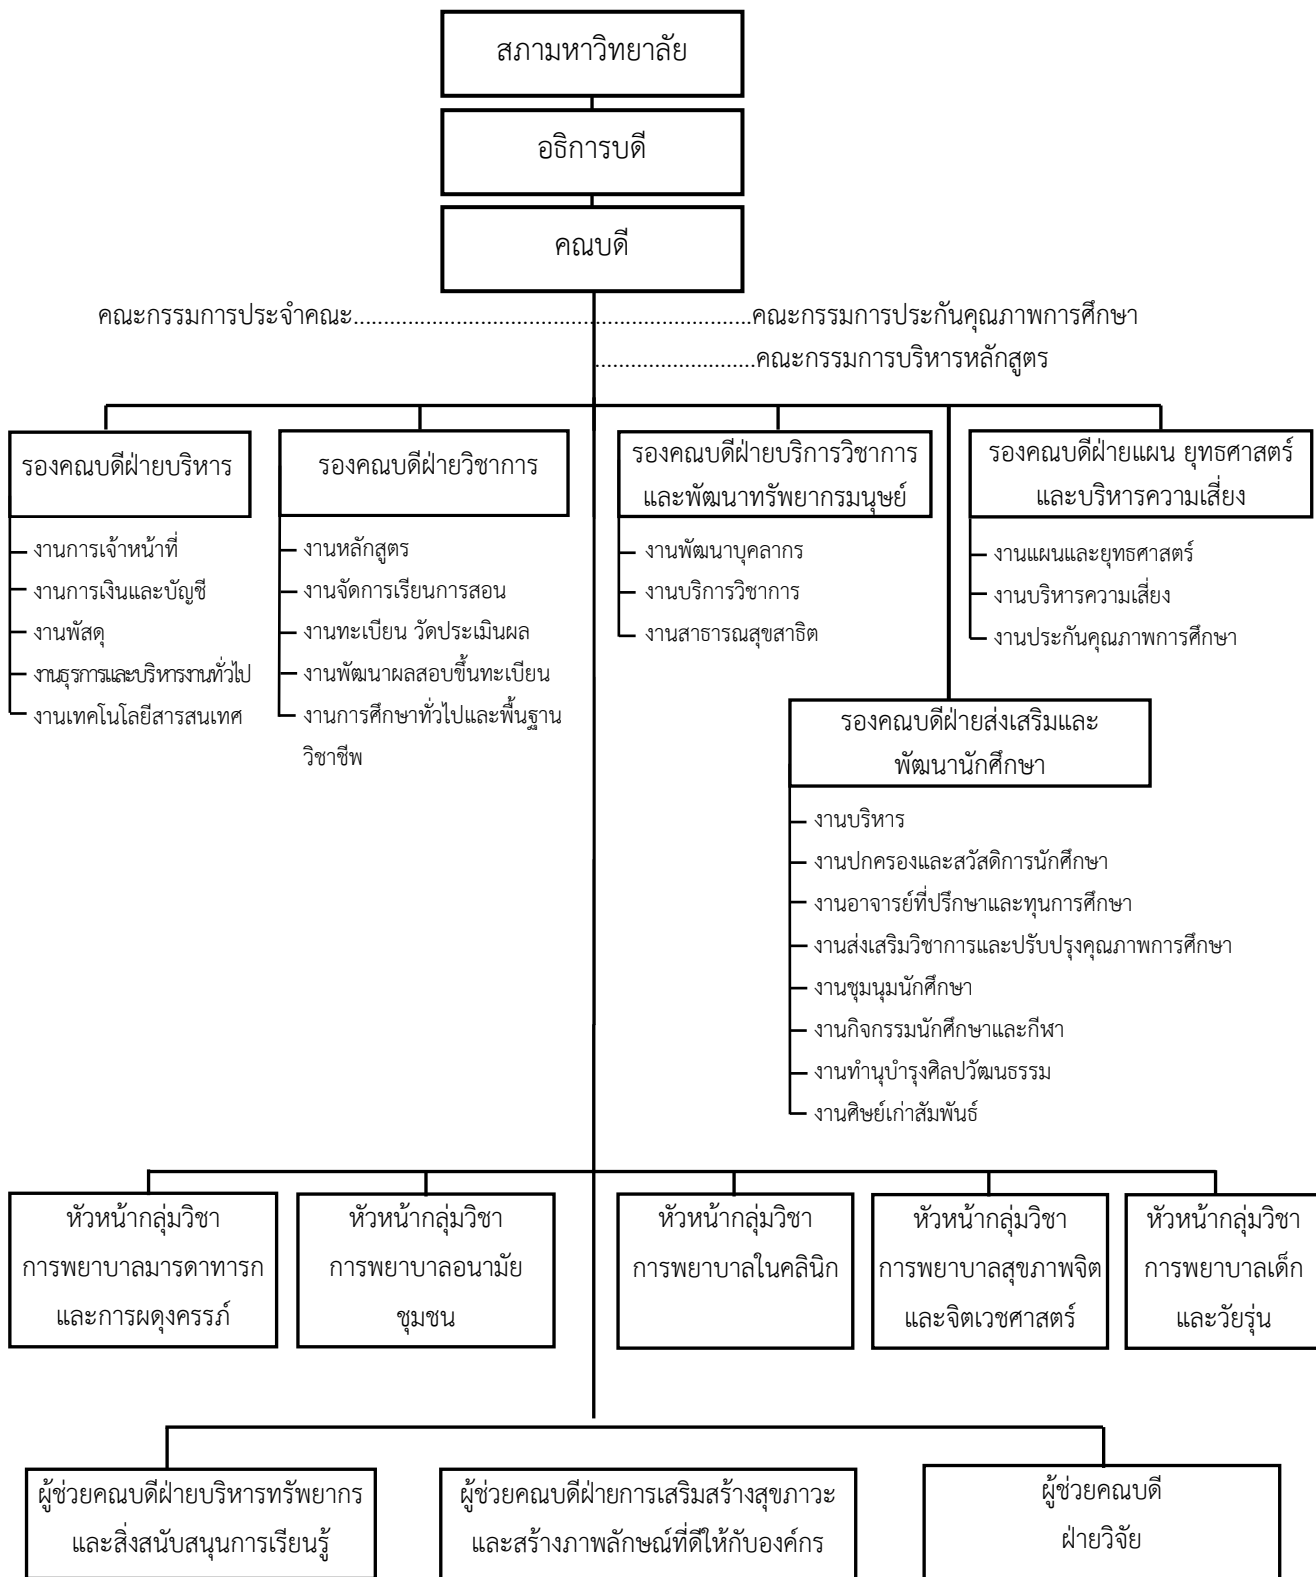 สภามหาวิทยาลัย
อธิการบดี
คณบดี
คณะกรรมการประจำคณะ....................................................................คณะกรรมการประกันคุณภาพการศึกษา
...........................คณะกรรมการบริหารหลักสูตร
รองคณบดีฝ่ายบริหาร
งานการเจ้าหน้าที่
งานการเงินและบัญชี
งานพัสดุ
งานธุรการและบริหารงานทั่วไป
งานเทคโนโลยีสารสนเทศ
รองคณบดีฝ่ายวิชาการ
งานหลักสูตร
งานจัดการเรียนการสอน
งานทะเบียน วัดประเมินผล
งานพัฒนาผลสอบขึ้นทะเบียน
งานการศึกษาทั่วไปและพื้นฐาน
วิชาชีพ
รองคณบดีฝ่ายบริการวิชาการ
และพัฒนาทรัพยากรมนุษย์
งานพัฒนาบุคลากร
งานบริการวิชาการ
งานสาธารณสุขสาธิต
รองคณบดีฝ่ายแผน ยุทธศาสตร์
และบริหารความเสี่ยง
งานแผนและยุทธศาสตร์
งานบริหารความเสี่ยง
งานประกันคุณภาพการศึกษา
รองคณบดีฝ่ายส่งเสริมและ
พัฒนานักศึกษา
งานบริหาร
งานปกครองและสวัสดิการนักศึกษา
งานอาจารย์ที่ปรึกษาและทุนการศึกษา
งานส่งเสริมวิชาการและปรับปรุงคุณภาพการศึกษา
งานชุมนุมนักศึกษา
งานกิจกรรมนักศึกษาและกีฬา
งานทำนุบำรุงศิลปวัฒนธรรม
งานศิษย์เก่าสัมพันธ์
หัวหน้ากลุ่มวิชา
การพยาบาลมารดาทารก
และการผดุงครรภ์
หัวหน้ากลุ่มวิชา
การพยาบาลอนามัย
ชุมชน
หัวหน้ากลุ่มวิชา
การพยาบาลในคลินิก
หัวหน้ากลุ่มวิชา
การพยาบาลสุขภาพจิต
และจิตเวชศาสตร์
หัวหน้ากลุ่มวิชา
การพยาบาลเด็ก
และวัยรุ่น
ผู้ช่วยคณบดีฝ่ายบริหารทรัพยากร
และสิ่งสนับสนุนการเรียนรู้
ผู้ช่วยคณบดีฝ่ายการเสริมสร้างสุขภาวะ
และสร้างภาพลักษณ์ที่ดีให้กับองค์กร
ผู้ช่วยคณบดี
ฝ่ายวิจัย